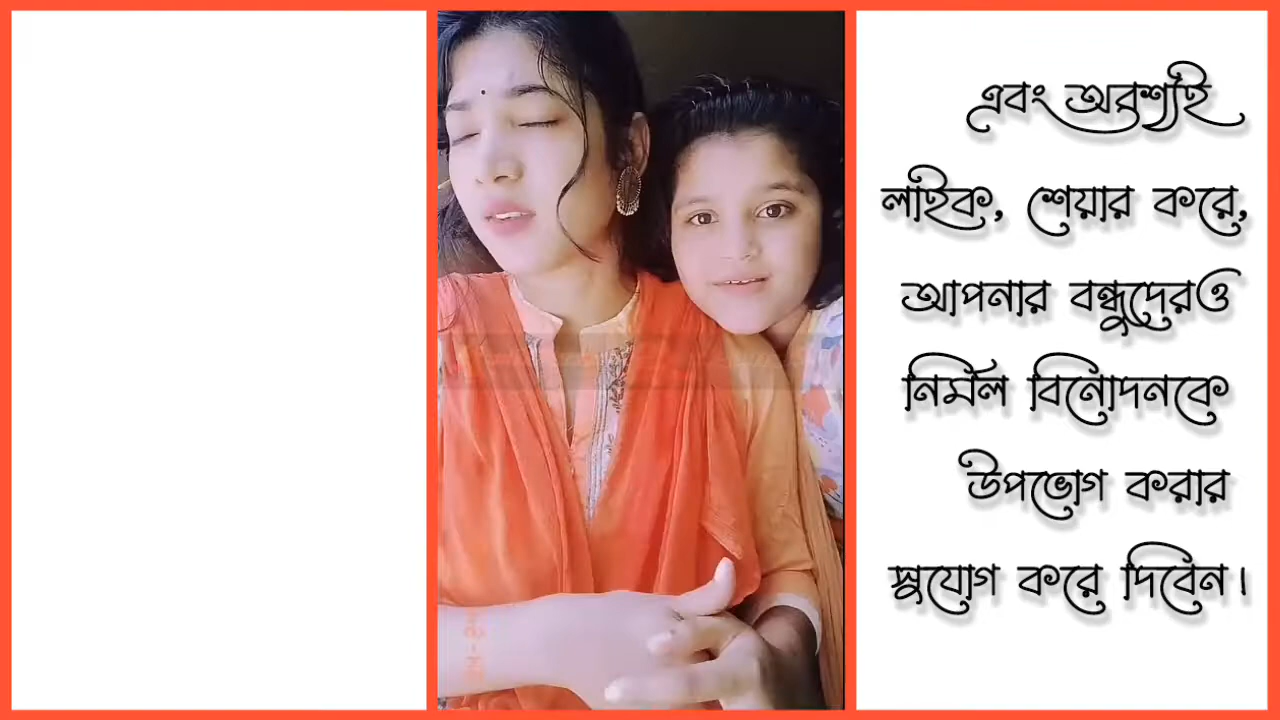 এবং অবশ্যই
লাইক, শেয়ার করে,
আপনার বন্ধুদেরও
নির্মল বিনোদনকে
উপভোগ করার
সুযোগ করে দিবেন।